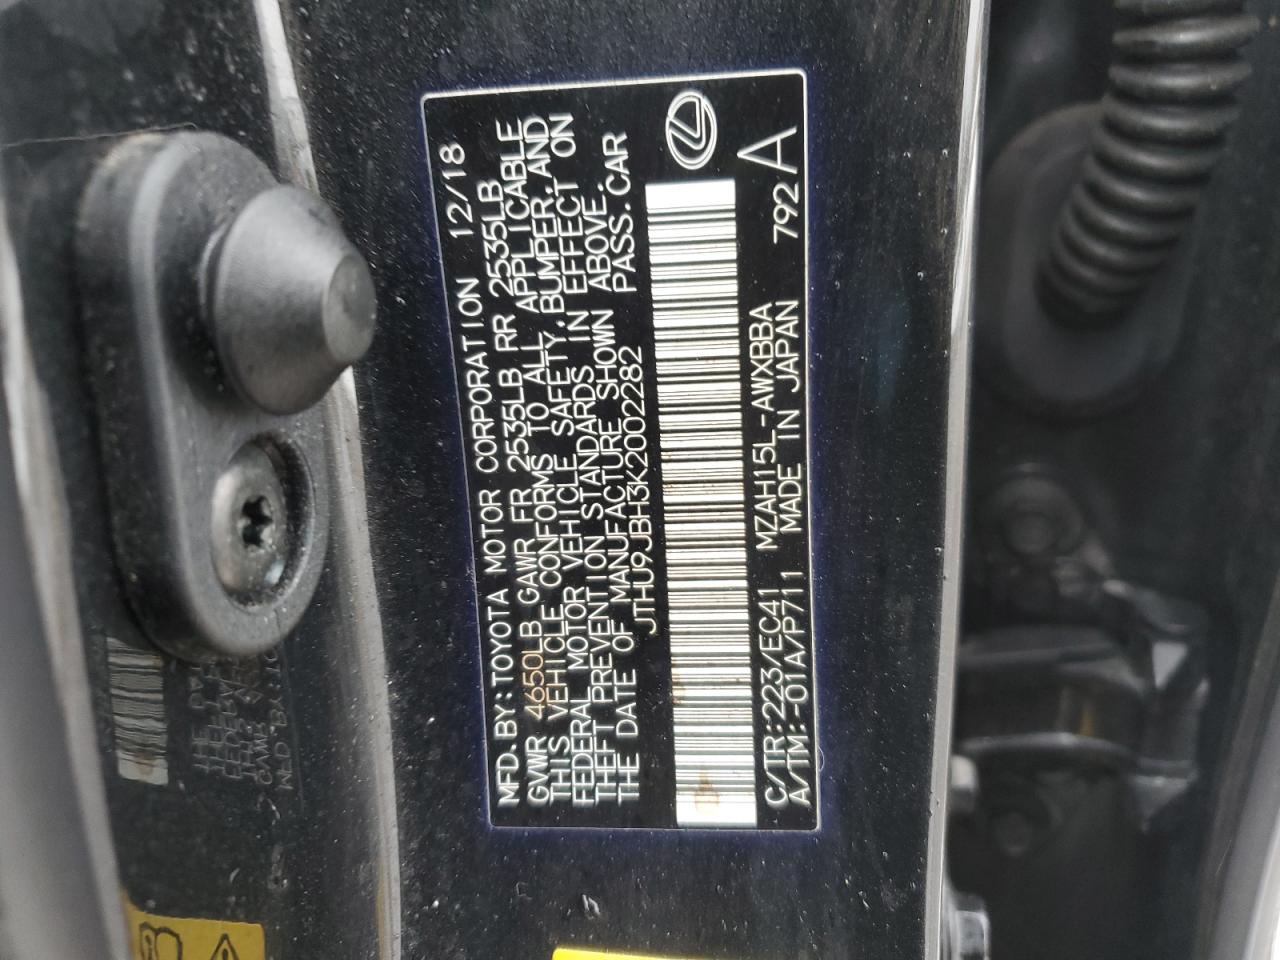 MFD.BY:TOYOTA MOTOR CORPORATION 12/18
GVWR 4650LB GAWR FR 2535LB RR 2535LB
THIS VEHICLE CONFORMS TO ALL APPLICABLE
FEDERAL MOTOR VEHICLE SAFETY,BUMPER,AND
THEFT PREVENTION STANDARDS IN EFFECT ON
THE DATE OF MANUFACTURE SHOWN ABOVE.
JTHU9JBH3K2002282 PASS.CAR
C/TR:223/EC41 MZAH15L-AWXBBA 792
A/TM:-01A/P711 MADE IN JAPAN A